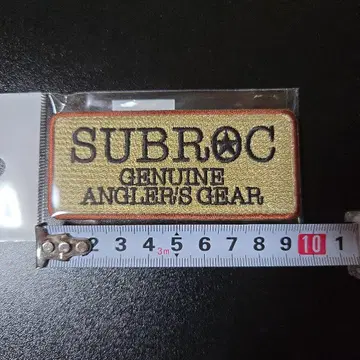 SUBROC
GENUINE
ANGLER'S GEAR
2 3 4 5 6 7 8 9 10 1
3m